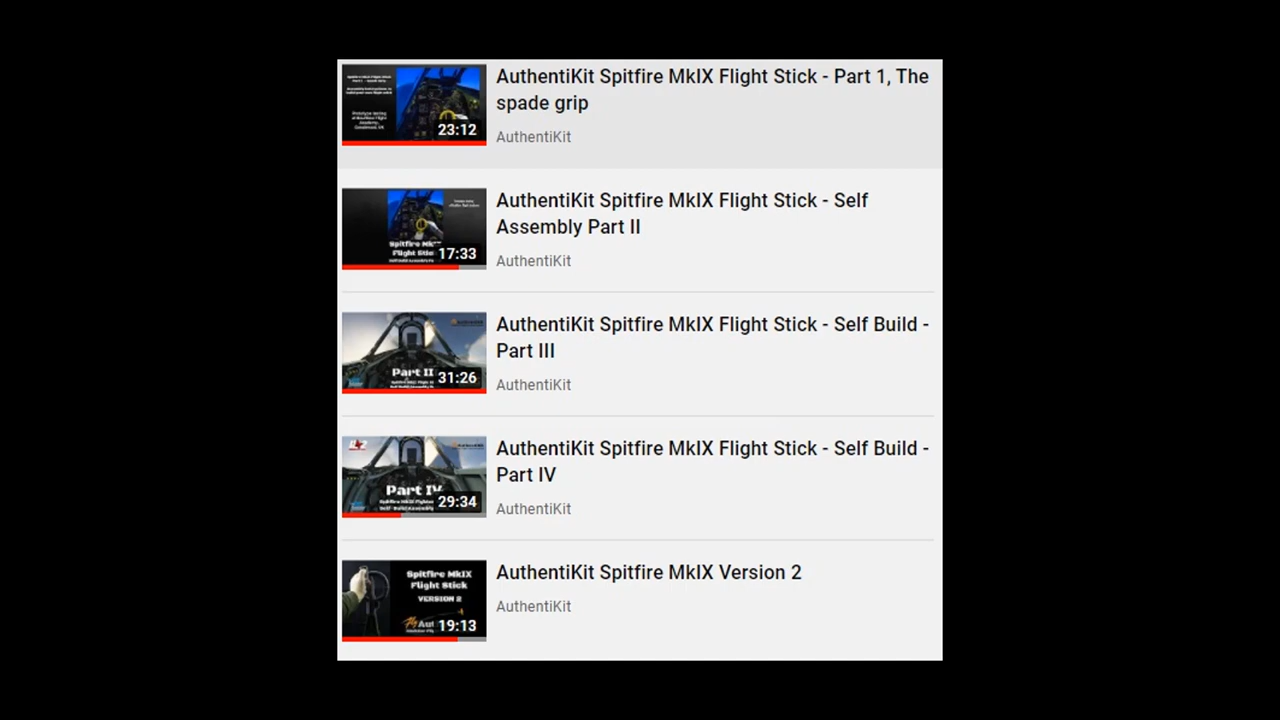 AuthentiKit Spitfire MkIX Flight Stick - Part 1, The
spade grip
AuthentiKit
23:12
AuthentiKit Spitfire MkIX Flight Stick - Self
Assembly Part II
AuthentiKit
17:33
AuthentiKit Spitfire MkIX Flight Stick - Self Build -
Part III
AuthentiKit
Part II
31:26
AuthentiKit Spitfire MkIX Flight Stick - Self Build -
Part IV
AuthentiKit
Part IV
29:34
AuthentiKit Spitfire MkIX Version 2
AuthentiKit
Spitfire MkIX
Flight Stick
VERSION 2
19:13